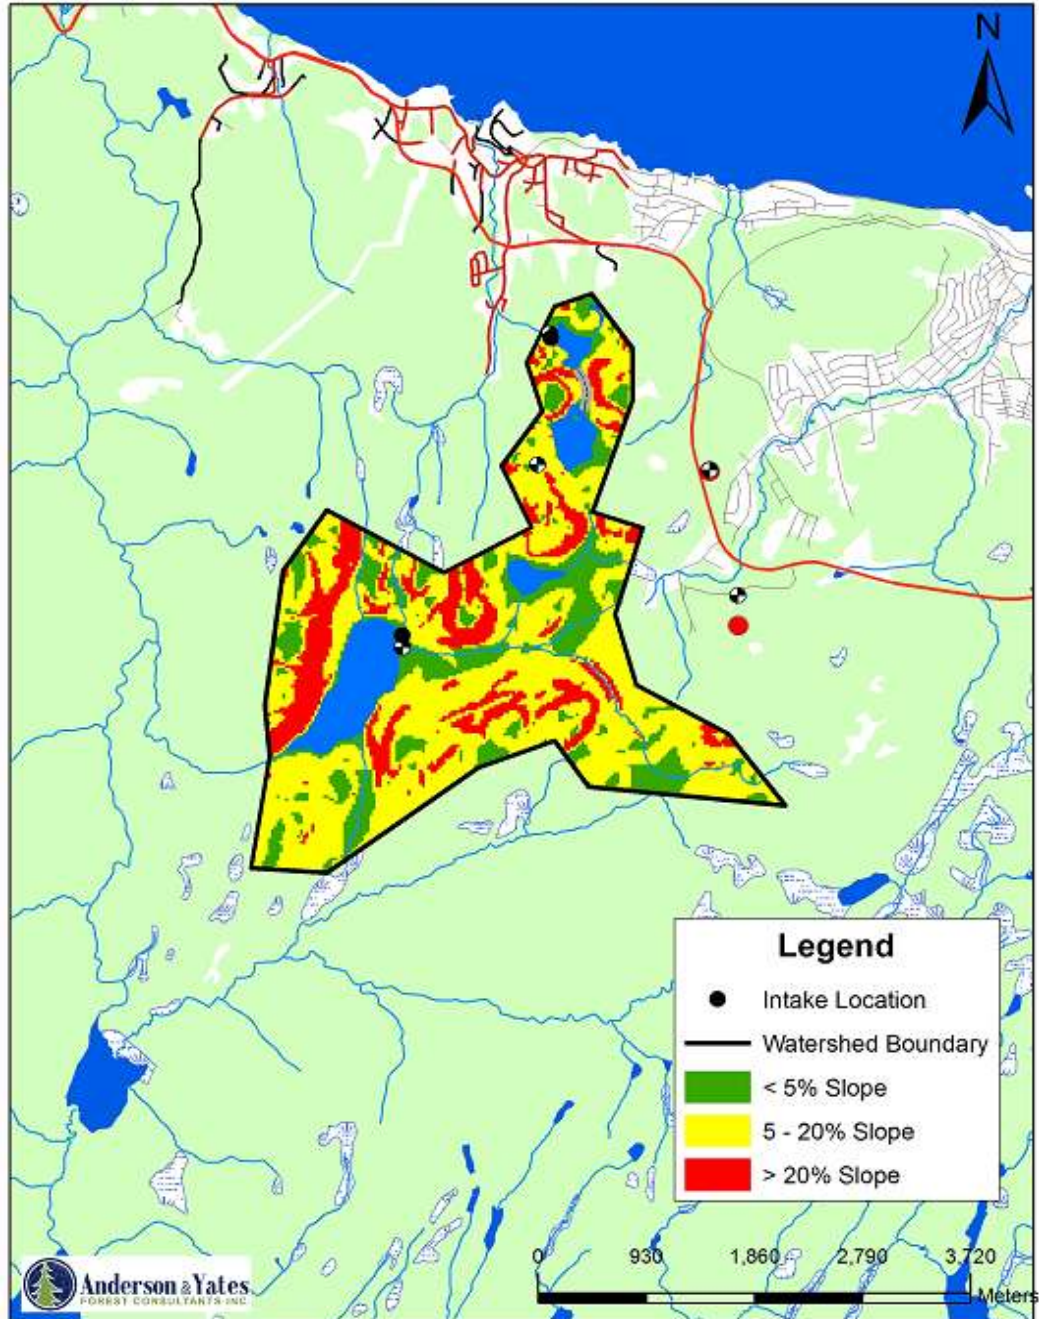 N
Legend
Intake Location
Watershed Boundary
< 5% Slope
5 - 20% Slope
> 20% Slope
0 930 1,860 2,790 3,720
Meters
Anderson & Yates
FOREST CONSULTANTS INC